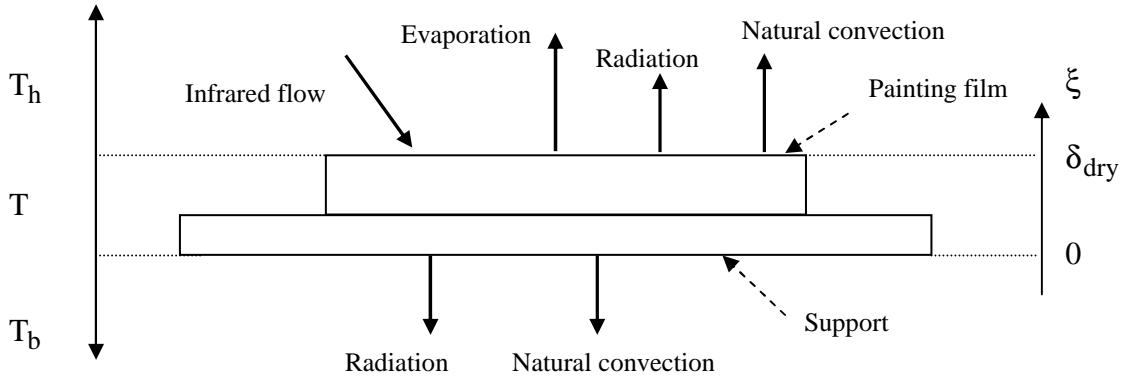 Evaporation
Natural convection
Radiation
T_h
Infrared flow
Painting film
ξ
δ_dry
T
0
T_b
Support
Radiation
Natural convection